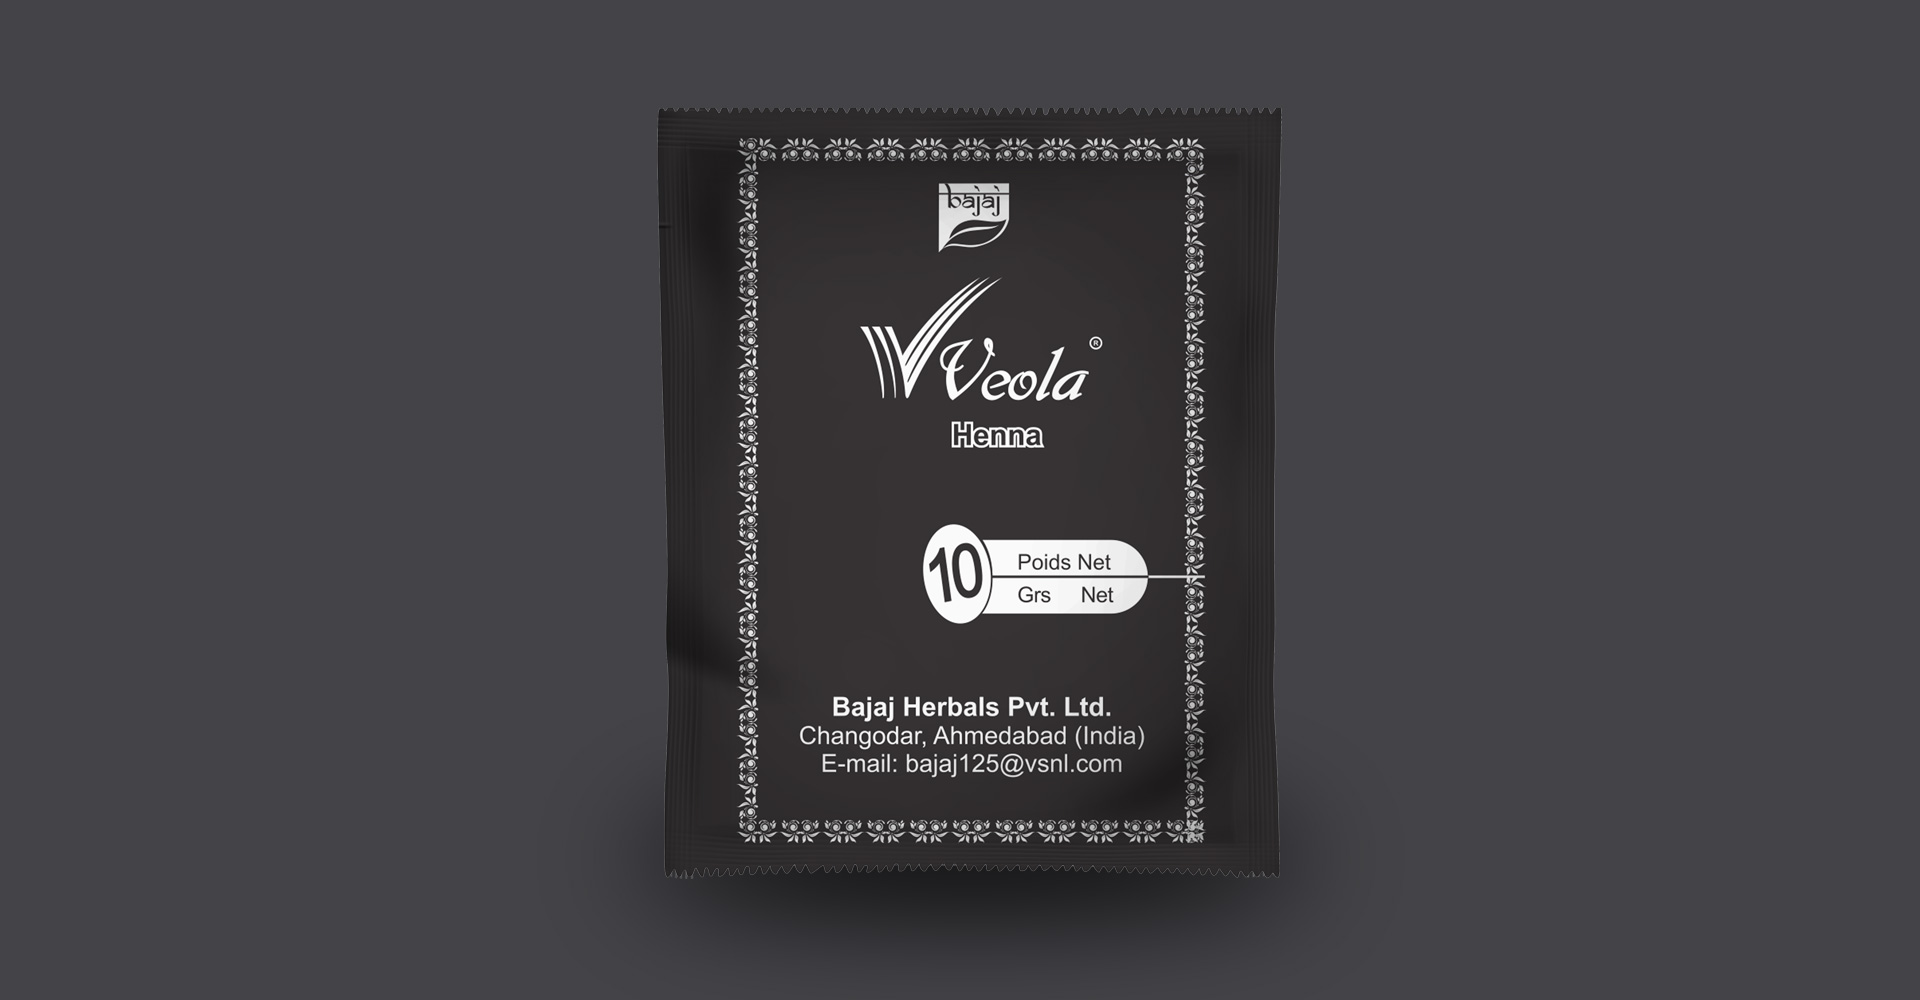 bajaj
Veola®
Henna
10
Poids Net
Grs Net
Bajaj Herbals Pvt. Ltd.
Changodar, Ahmedabad (India)
E-mail: bajaj125@vsnl.com